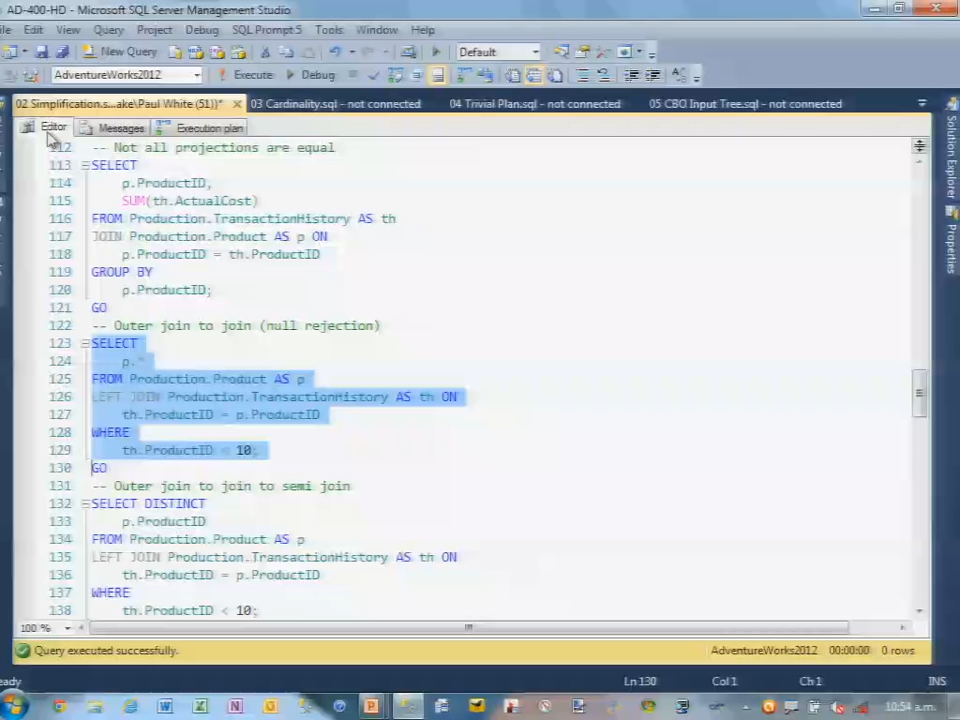 AD-400-HD - Microsoft SQL Server Management Studio
File Edit View Query Project Debug SQL Prompt 5 Tools Window Help
New Query Default
AdventureWorks2012 Execute Debug
02 Simplification.s...ake\Paul White (51))* 03 Cardinality.sql - not connected 04 Trivial Plan.sql - not connected 05 CBO Input Tree.sql - not connected
Editor Messages Execution plan
112 -- Not all projections are equal
113 SELECT
114 p.ProductID,
115 SUM(th.ActualCost)
116 FROM Production.TransactionHistory AS th
117 JOIN Production.Product AS p ON
118 p.ProductID = th.ProductID
119 GROUP BY
120 p.ProductID;
121 GO
122 -- Outer join to join (null rejection)
123 SELECT
124 p.*
125 FROM Production.Product AS p
126 LEFT JOIN Production.TransactionHistory AS th ON
127 th.ProductID = p.ProductID
128 WHERE
129 th.ProductID < 10;
130 GO
131 -- Outer join to join to semi join
132 SELECT DISTINCT
133 p.ProductID
134 FROM Production.Product AS p
135 LEFT JOIN Production.TransactionHistory AS th ON
136 th.ProductID = p.ProductID
137 WHERE
138 th.ProductID < 10;
100 %
Query executed successfully. AdventureWorks2012 00:00:00 0 rows
eady Ln 130 Col 1 Ch 1 INS
10:54 a.m.
Solution Explorer
Properties